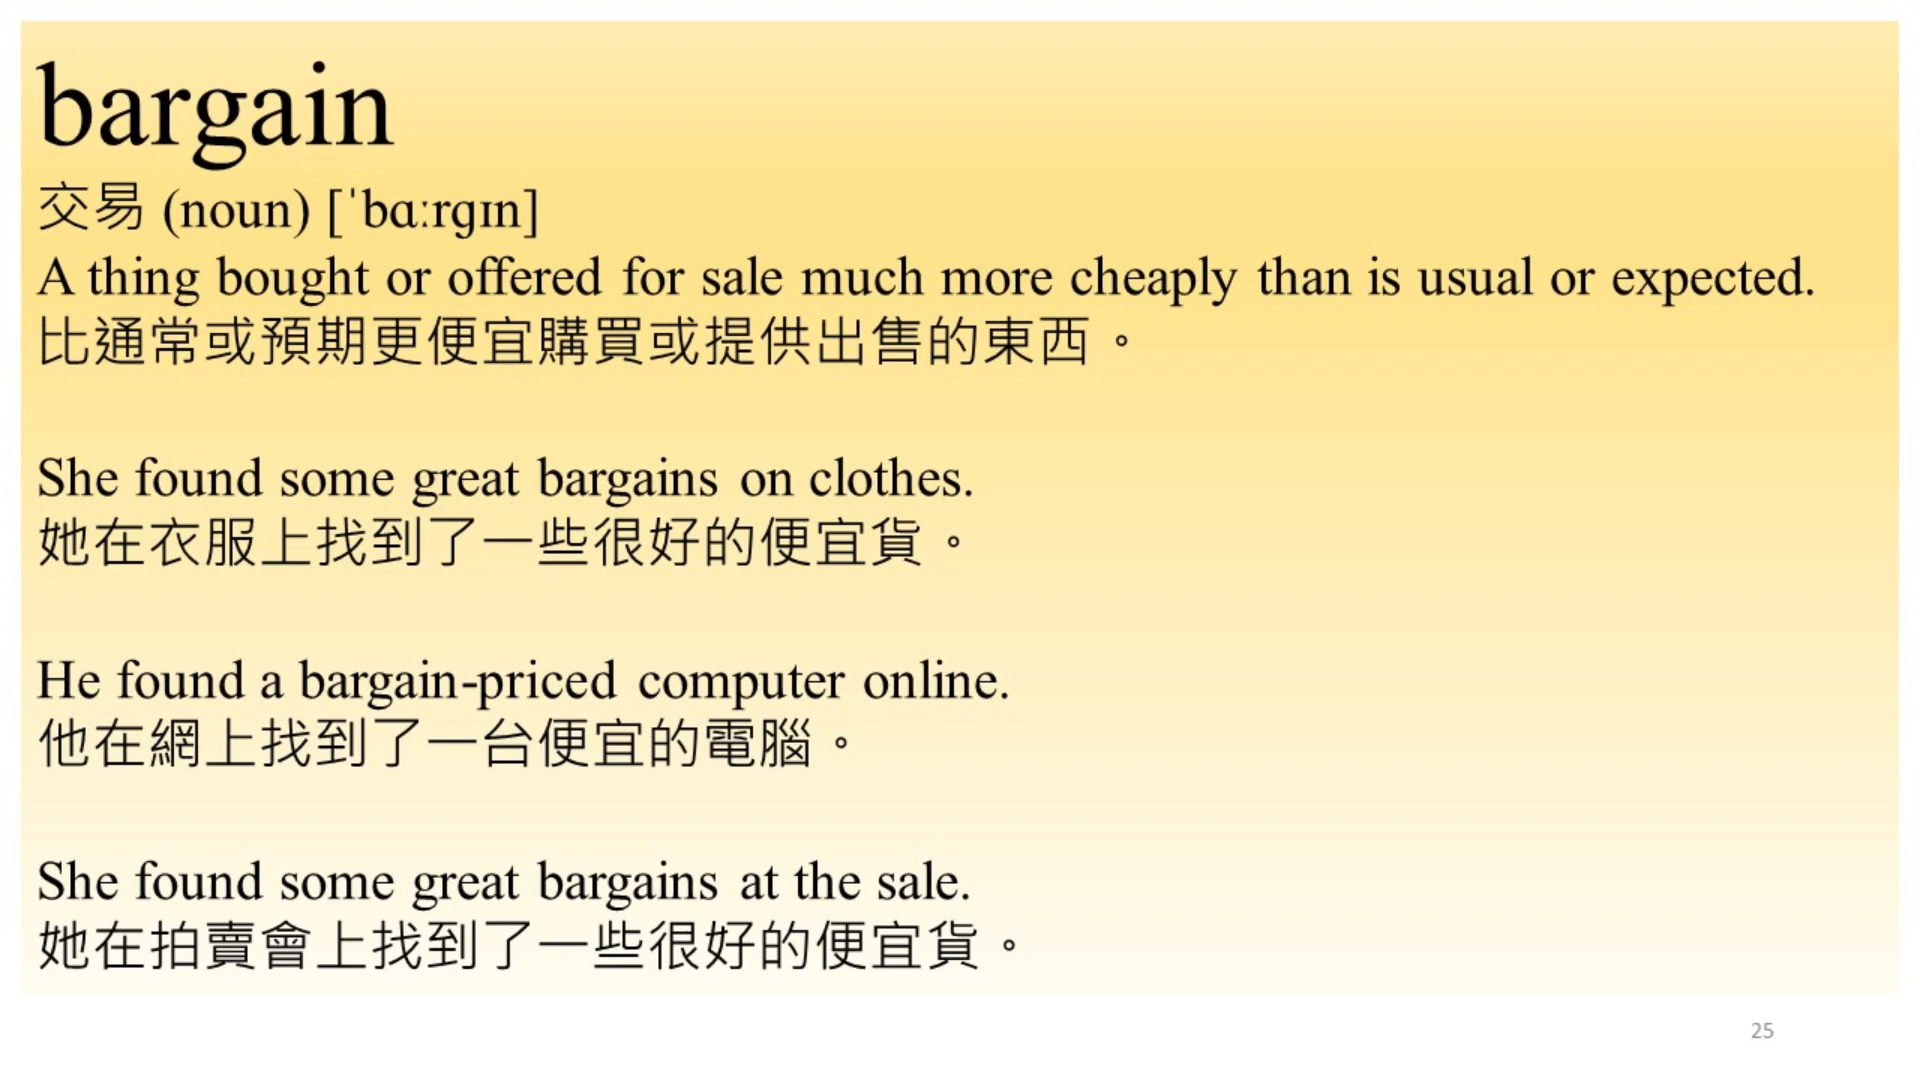 bargain
交易 (noun) [ˈbɑːrɡɪn]
A thing bought or offered for sale much more cheaply than is usual or expected.
比通常或預期更便宜購買或提供出售的東西。
She found some great bargains on clothes.
她在衣服上找到了一些很好的便宜貨。
He found a bargain-priced computer online.
他在網上找到了一台便宜的電腦。
She found some great bargains at the sale.
她在拍賣會上找到了一些很好的便宜貨。
25